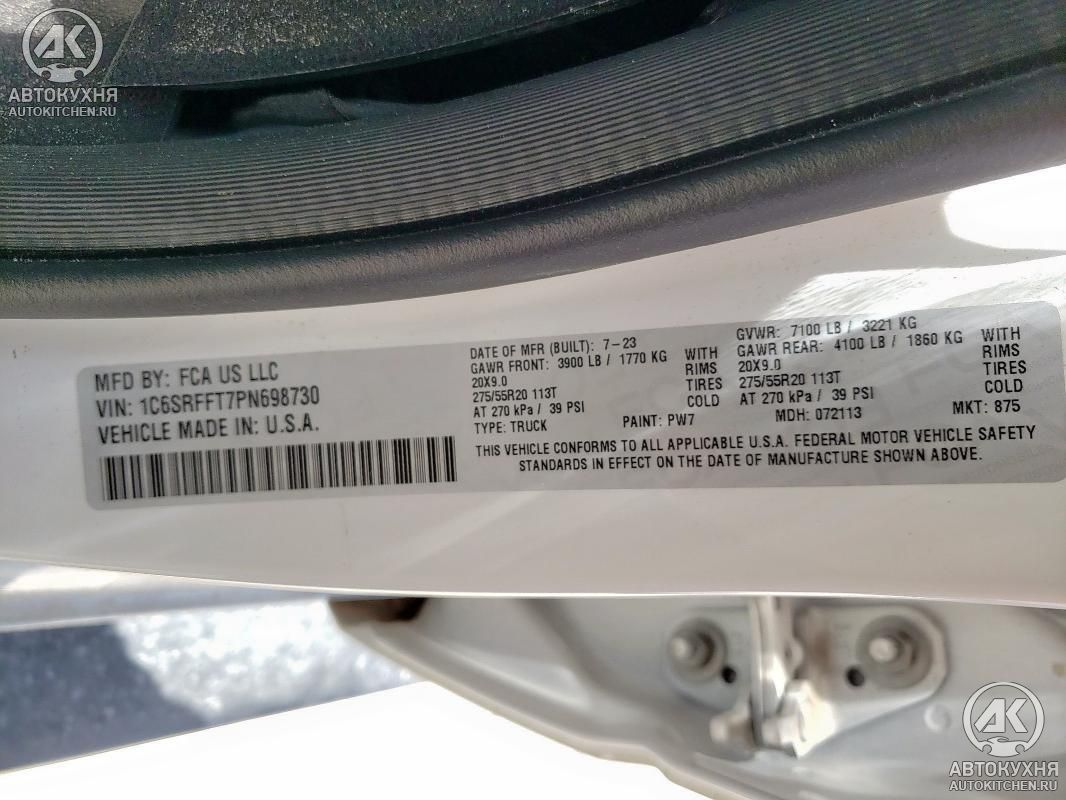 AK
АВТОКУХНЯ
AUTOKITCHEN.RU
MFD BY: FCA US LLC
VIN: 1C6SRFFT7PN698730
VEHICLE MADE IN: U.S.A.
DATE OF MFR (BUILT): 7-23
GAWR FRONT: 3900 LB / 1770 KG WITH
20X9.0 RIMS
275/55R20 113T TIRES
AT 270 kPa / 39 PSI COLD
TYPE: TRUCK PAINT: PW7
GVWR: 7100 LB / 3221 KG
GAWR REAR: 4100 LB / 1860 KG WITH
20X9.0 RIMS
275/55R20 113T TIRES
AT 270 kPa / 39 PSI COLD
MDH: 072113 MKT: 875
THIS VEHICLE CONFORMS TO ALL APPLICABLE U.S.A. FEDERAL MOTOR VEHICLE SAFETY
STANDARDS IN EFFECT ON THE DATE OF MANUFACTURE SHOWN ABOVE.
AK
АВТОКУХНЯ
AUTOKITCHEN.RU